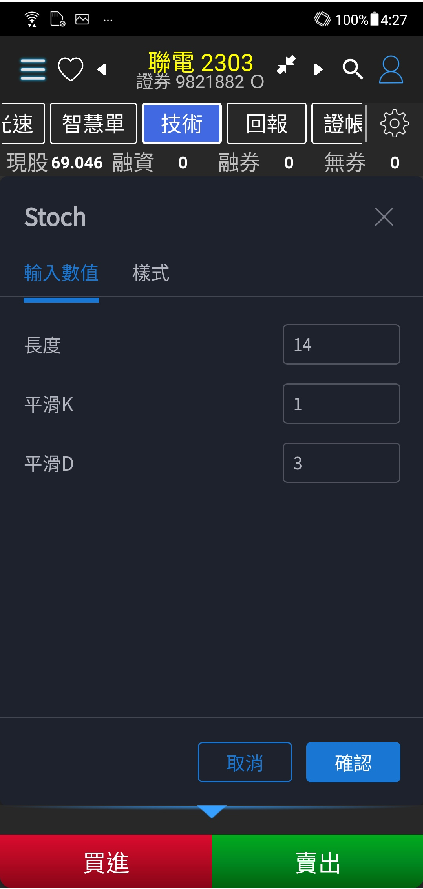 100% 4:27
聯電 2303
證券 9821882 O
光速 智慧單 技術 回報 證帳
現股 69.046 融資 0 融券 0 無券 0
Stoch
輸入數值 樣式
長度 14
平滑K 1
平滑D 3
取消 確認
買進 賣出